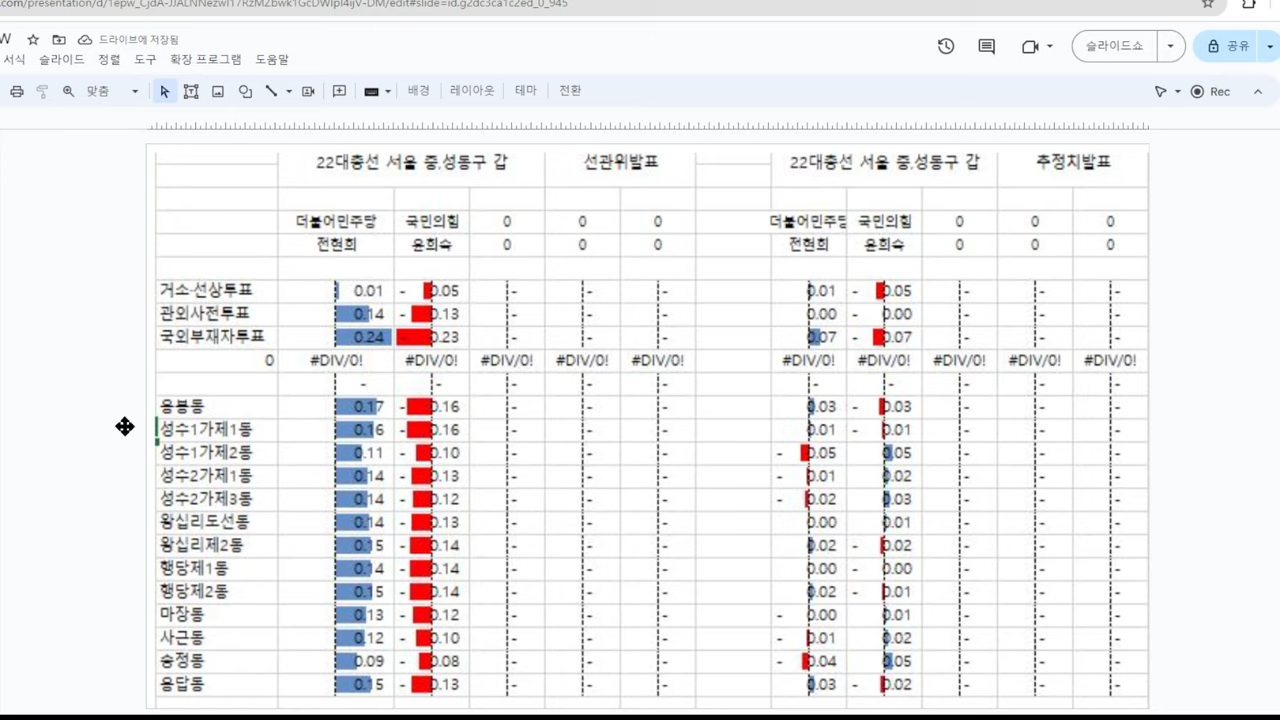 com/presentation/d/1epw_CjdA-JJALNNezwI17RzMZbwk1GcDWIpI4ijV-DM/edit#slide=id.g2dc3ca1c2ed_0_945
W 드라이브에 저장됨
서식 슬라이드 정렬 도구 확장 프로그램 도움말
슬라이드쇼 공유
맞춤 배경 레이아웃 테마 전환 Rec
22대총선 서울 중,성동구 갑 선관위발표 22대총선 서울 중,성동구 갑 추정치발표
더불어민주당 국민의힘 0 0 0 더불어민주당 국민의힘 0 0 0
전현희 윤희숙 0 0 0 전현희 윤희숙 0 0 0
거소·선상투표 0.01 - 0.05 - - - 0.01 - 0.05 - - -
관외사전투표 0.14 - 0.13 - - - 0.00 - 0.00 - - -
국외부재자투표 0.24 - 0.23 - - - 0.07 - 0.07 - - -
0 #DIV/0! #DIV/0! #DIV/0! #DIV/0! #DIV/0! #DIV/0! #DIV/0! #DIV/0! #DIV/0! #DIV/0!
- - - - - - - - - -
응봉동 0.17 - 0.16 - - - 0.03 - 0.03 - - -
성수1가제1동 0.16 - 0.16 - - - 0.01 - 0.01 - - -
성수1가제2동 0.11 - 0.10 - - - - 0.05 0.05 - - -
성수2가제1동 0.14 - 0.13 - - - - 0.01 0.02 - - -
성수2가제3동 0.14 - 0.12 - - - - 0.02 0.03 - - -
왕십리도선동 0.14 - 0.13 - - - 0.00 0.01 - - -
왕십리제2동 0.15 - 0.14 - - - 0.02 - 0.02 - - -
행당제1동 0.14 - 0.14 - - - 0.00 - 0.00 - - -
행당제2동 0.15 - 0.14 - - - 0.02 - 0.01 - - -
마장동 0.13 - 0.12 - - - - 0.00 0.01 - - -
사근동 0.12 - 0.10 - - - - 0.01 0.02 - - -
송정동 0.09 - 0.08 - - - - 0.04 0.05 - - -
용답동 0.15 - 0.13 - - - 0.03 - 0.02 - - -